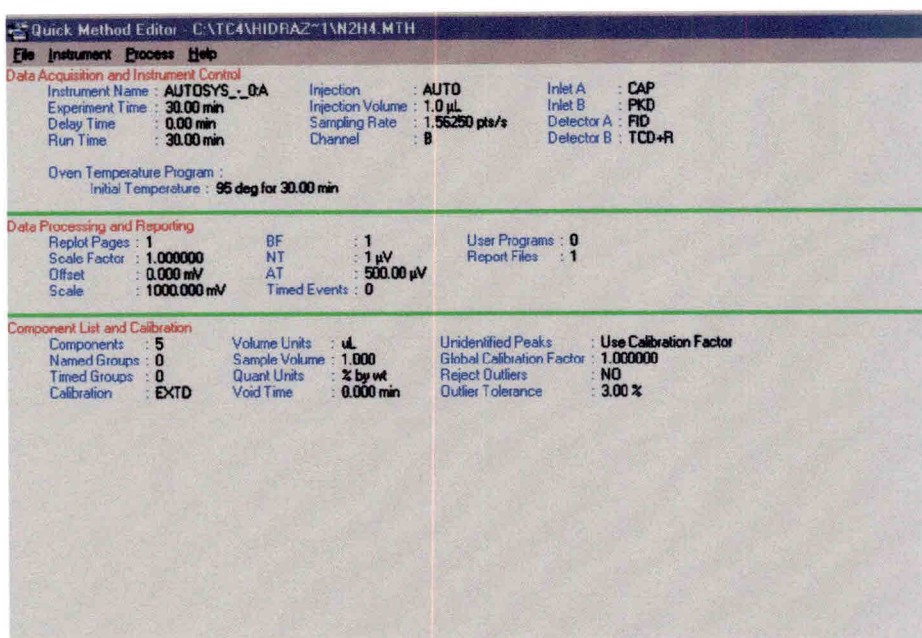 Quick Method Editor - C:\TC4\HIDRAZ~1\N2H4.MTH
File Instrument Process Help
Data Acquisition and Instrument Control
Instrument Name : AUTOSYS_-_0:A Injection : AUTO Inlet A : CAP
Experiment Time : 30.00 min Injection Volume : 1.0 µL Inlet B : PKD
Delay Time : 0.00 min Sampling Rate : 1.56250 pts/s Detector A : FID
Run Time : 30.00 min Channel : B Detector B : TCD+R
Oven Temperature Program :
Initial Temperature : 95 deg for 30.00 min
Data Processing and Reporting
Replot Pages : 1 BF : 1 User Programs : 0
Scale Factor : 1.000000 NT : 1 µV Report Files : 1
Offset : 0.000 mV AT : 500.00 µV
Scale : 1000.000 mV Timed Events : 0
Component List and Calibration
Components : 5 Volume Units : uL Unidentified Peaks : Use Calibration Factor
Named Groups : 0 Sample Volume : 1.000 Global Calibration Factor : 1.000000
Timed Groups : 0 Quant Units : % by wt Reject Outliers : NO
Calibration : EXTD Void Time : 0.000 min Outlier Tolerance : 3.00 %